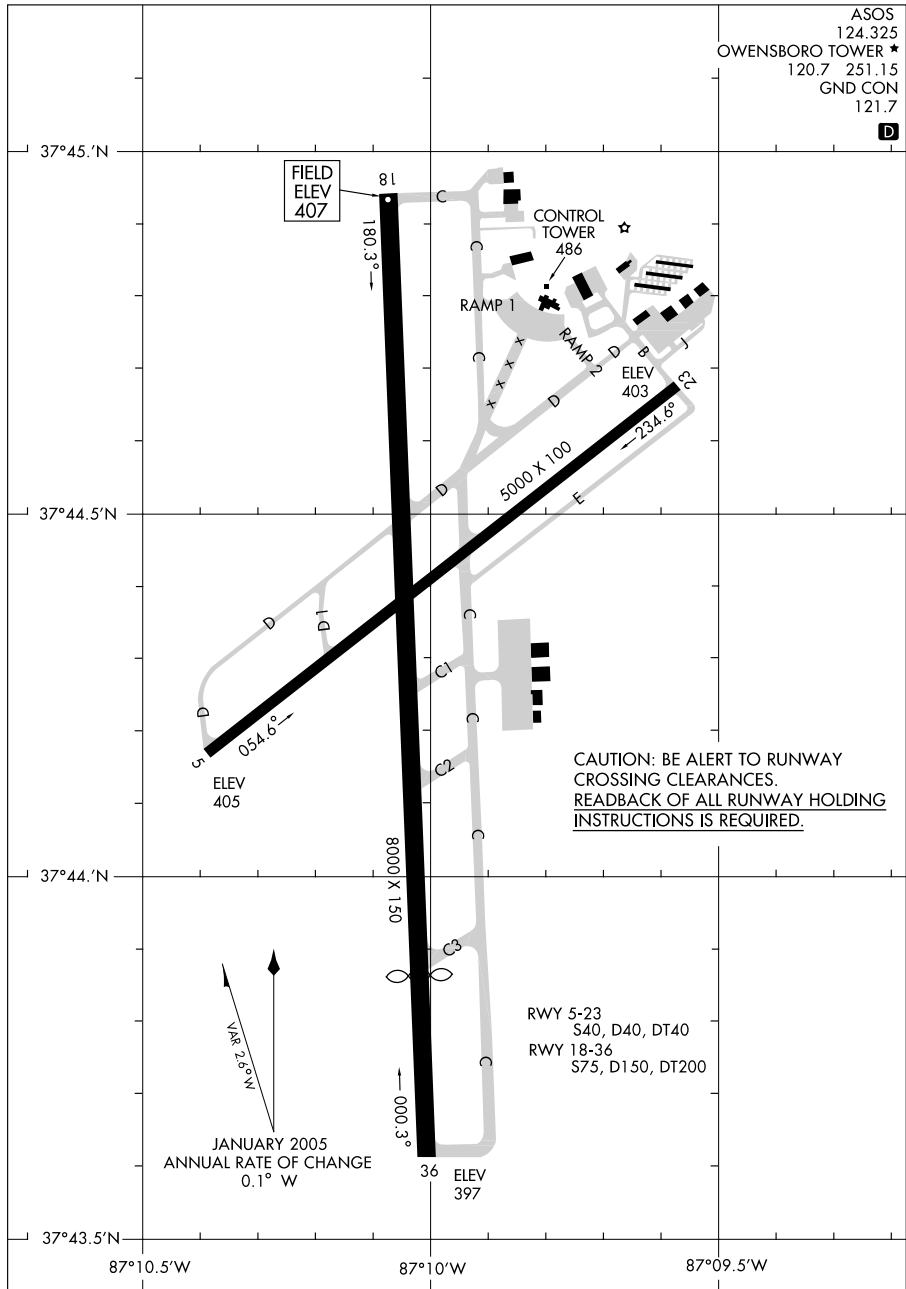 ASOS
124.325
OWENSBORO TOWER ★
120.7 251.15
GND CON
121.7
D
37°45.'N
FIELD
ELEV
407
18
180.3°
C
C
CONTROL
TOWER
486
RAMP 1
RAMP 2
C
D
B
J
ELEV
403
23
234.6°
D
5000 X 100
E
D
37°44.5'N
D
D1
C
C1
D
C
054.6°
5
ELEV
405
C2
CAUTION: BE ALERT TO RUNWAY
CROSSING CLEARANCES.
READBACK OF ALL RUNWAY HOLDING
INSTRUCTIONS IS REQUIRED.
C
8000 X 150
37°44.'N
C3
VAR 2.6° W
RWY 5-23
S40, D40, DT40
RWY 18-36
S75, D150, DT200
C
000.3°
JANUARY 2005
ANNUAL RATE OF CHANGE
0.1° W
36
ELEV
397
37°43.5'N
87°10.5'W
87°10'W
87°09.5'W